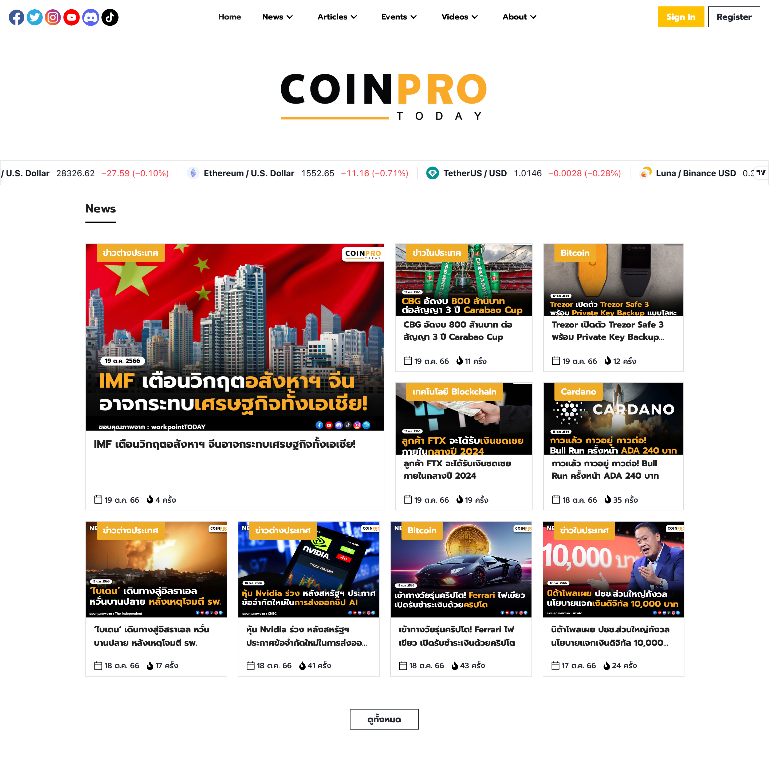 Home News Articles Events Videos About Sign In Register
COINPRO
TODAY
/ U.S. Dollar 28326.62 −27.59 (−0.10%) Ethereum / U.S. Dollar 1552.65 −11.16 (−0.71%) TetherUS / USD 1.0146 −0.0028 (−0.28%) Luna / Binance USD
News
ข่าวต่างประเทศ
COINPRO
TODAY
19 ต.ค. 2566
IMF เตือนวิกฤตอสังหาฯ จีน
อาจกระทบเศรษฐกิจทั้งเอเชีย!
ขอบคุณภาพจาก : workpointTODAY
IMF เตือนวิกฤตอสังหาฯ จีนอาจกระทบเศรษฐกิจทั้งเอเชีย!
19 ต.ค. 66 4 ครั้ง
ข่าวในประเทศ
CBG อัดงบ 800 ล้านบาท
ต่อสัญญา 3 ปี Carabao Cup
CBG อัดงบ 800 ล้านบาท ต่อ
สัญญา 3 ปี Carabao Cup
19 ต.ค. 66 11 ครั้ง
Bitcoin
Trezor เปิดตัว Trezor Safe 3
พร้อม Private Key Backup แบบโลหะ
Trezor เปิดตัว Trezor Safe 3
พร้อม Private Key Backup...
19 ต.ค. 66 12 ครั้ง
เทคโนโลยี Blockchain
ลูกค้า FTX จะได้รับเงินชดเชย
ภายในกลางปี 2024
ลูกค้า FTX จะได้รับเงินชดเชย
ภายในกลางปี 2024
19 ต.ค. 66 19 ครั้ง
Cardano
CARDANO
กาวแล้ว กาวอยู่ กาวต่อ!
Bull Run ครั้งหน้า ADA 240 บาท
กาวแล้ว กาวอยู่ กาวต่อ! Bull
Run ครั้งหน้า ADA 240 บาท
18 ต.ค. 66 35 ครั้ง
ข่าวต่างประเทศ
'ไบเดน' เดินทางสู่อิสราเอล
หวั่นบานปลาย หลังเหตุโจมตี รพ.
'ไบเดน' เดินทางสู่อิสราเอล หวั่น
บานปลาย หลังเหตุโจมตี รพ.
18 ต.ค. 66 17 ครั้ง
ข่าวต่างประเทศ
NVIDIA
หุ้น Nvidia ร่วง หลังสหรัฐฯ ประกาศ
ข้อจำกัดใหม่ในการส่งออกชิป AI
หุ้น Nvidia ร่วง หลังสหรัฐฯ
ประกาศข้อจำกัดใหม่ในการส่งออ...
18 ต.ค. 66 41 ครั้ง
Bitcoin
เข้าทางวัยรุ่นคริปโต! Ferrari ไฟเขียว
เปิดรับชำระเงินด้วยคริปโต
เข้าทางวัยรุ่นคริปโต! Ferrari ไฟ
เขียว เปิดรับชำระเงินด้วยคริปโต
18 ต.ค. 66 43 ครั้ง
ข่าวในประเทศ
10,000 บาท
นิด้าโพลเผย ปชช.ส่วนใหญ่กังวล
นโยบายแจกเงินดิจิทัล 10,000 บาท
นิด้าโพลเผย ปชช.ส่วนใหญ่กังวล
นโยบายแจกเงินดิจิทัล 10,000...
17 ต.ค. 66 24 ครั้ง
ดูทั้งหมด